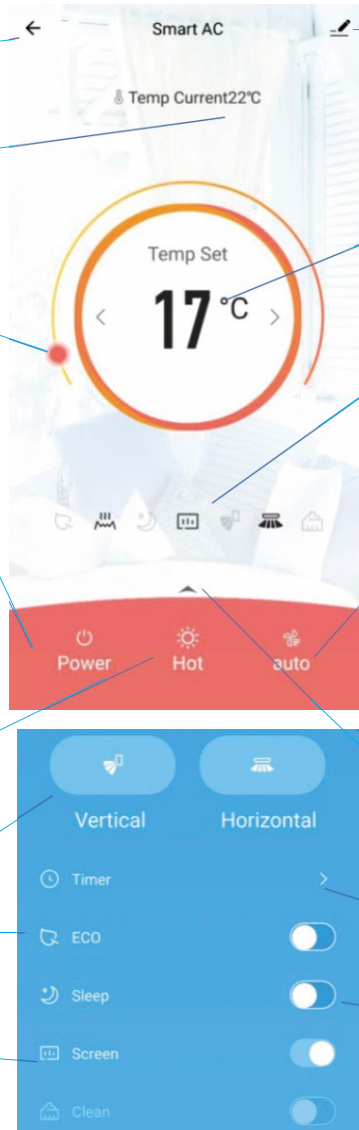 Smart AC
Temp Current22℃
Temp Set
17 °C
Power Hot auto
Vertical Horizontal
Timer
ECO
Sleep
Screen
Clean